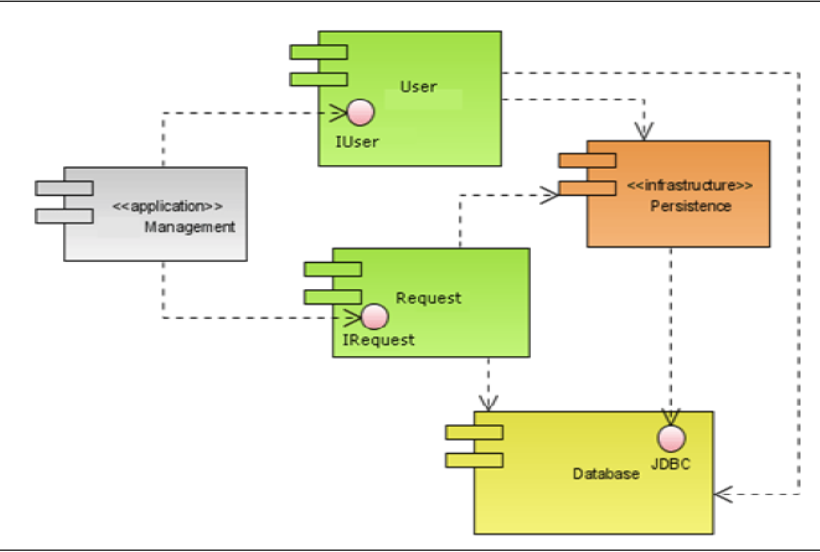 User
IUser
<<application>>
Management
<<infrastructure>>
Persistence
Request
IRequest
Database
JDBC